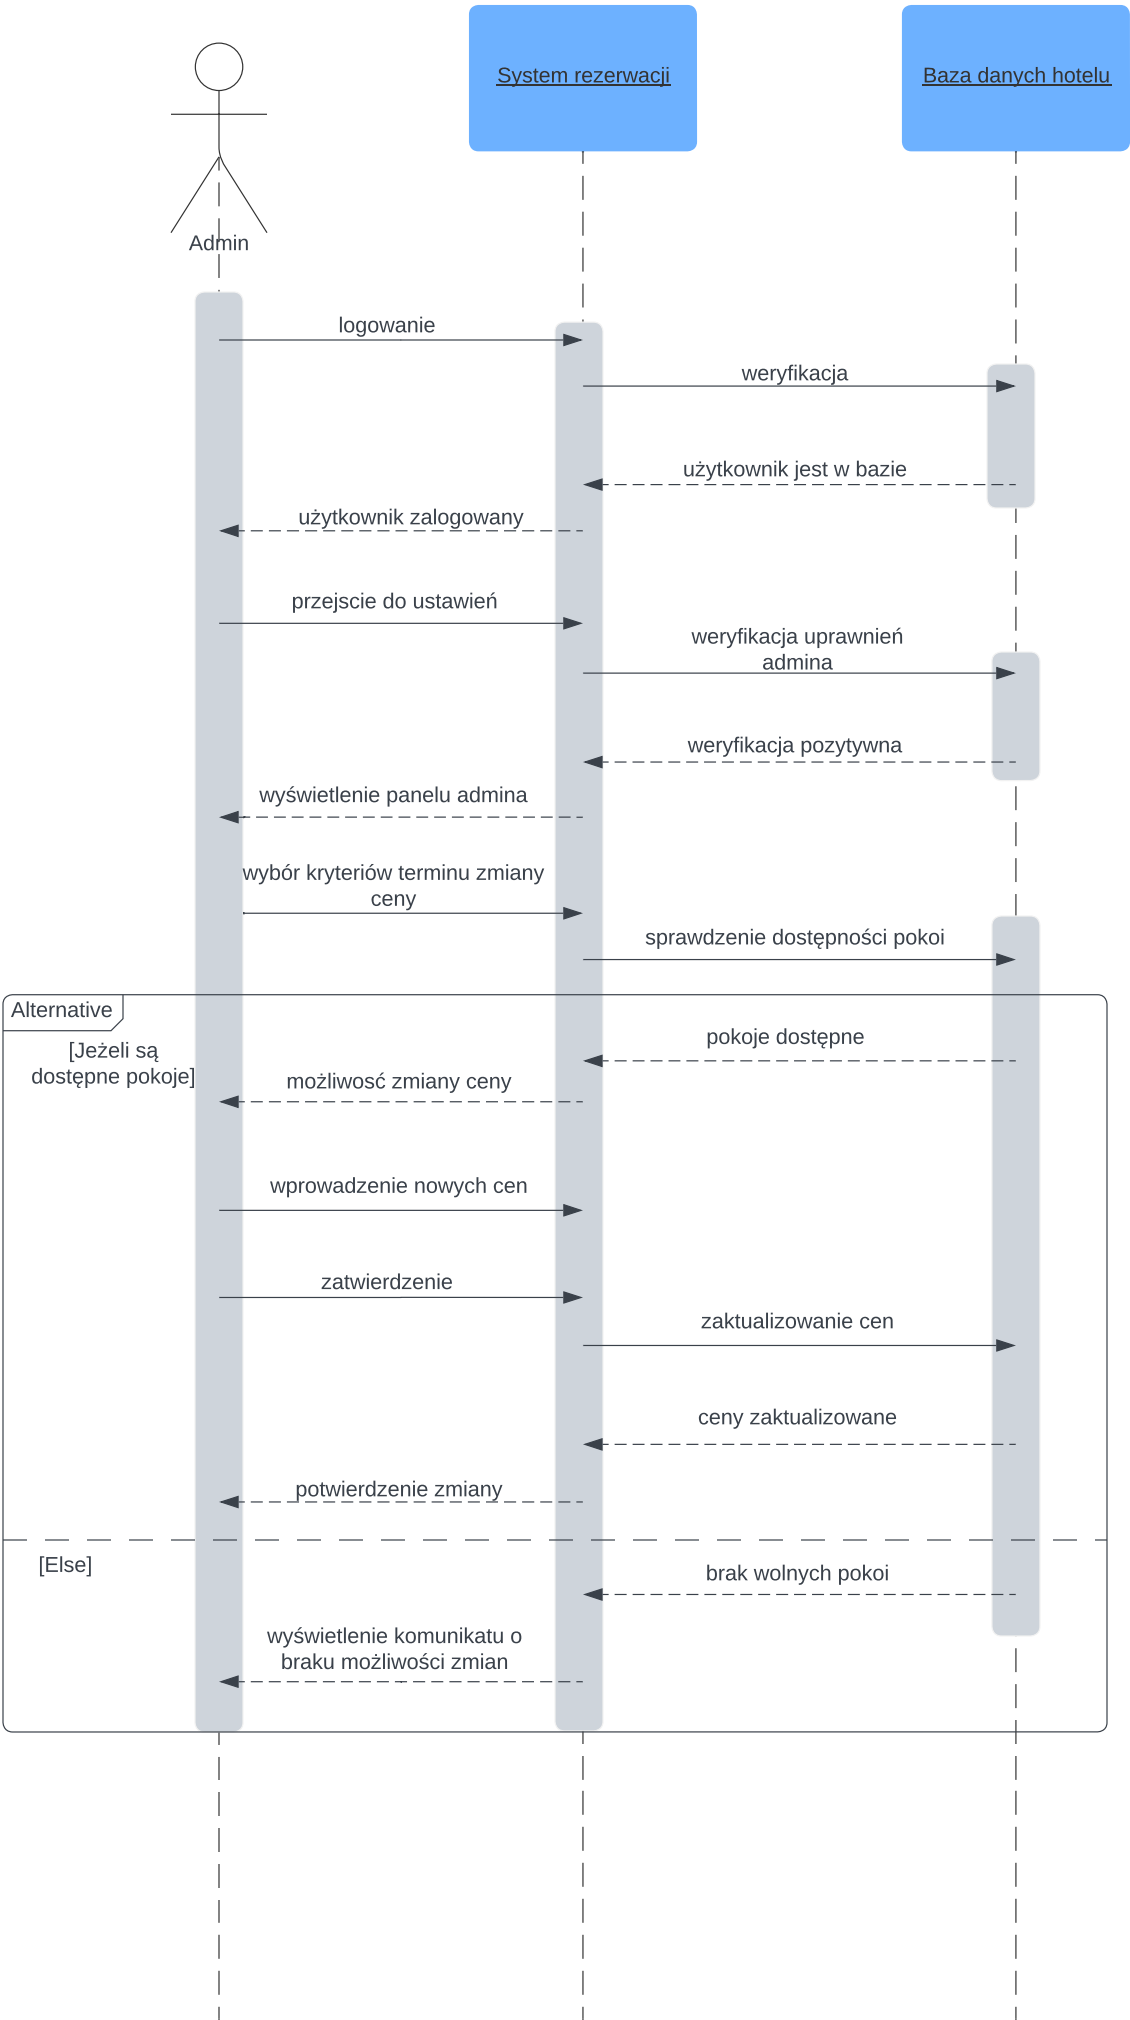 System rezerwacji
Baza danych hotelu
Admin
logowanie
weryfikacja
użytkownik jest w bazie
użytkownik zalogowany
przejscie do ustawień
weryfikacja uprawnień
admina
weryfikacja pozytywna
wyświetlenie panelu admina
wybór kryteriów terminu zmiany
ceny
sprawdzenie dostępności pokoi
Alternative
[Jeżeli są
dostępne pokoje]
pokoje dostępne
możliwosć zmiany ceny
wprowadzenie nowych cen
zatwierdzenie
zaktualizowanie cen
ceny zaktualizowane
potwierdzenie zmiany
[Else]
brak wolnych pokoi
wyświetlenie komunikatu o
braku możliwości zmian